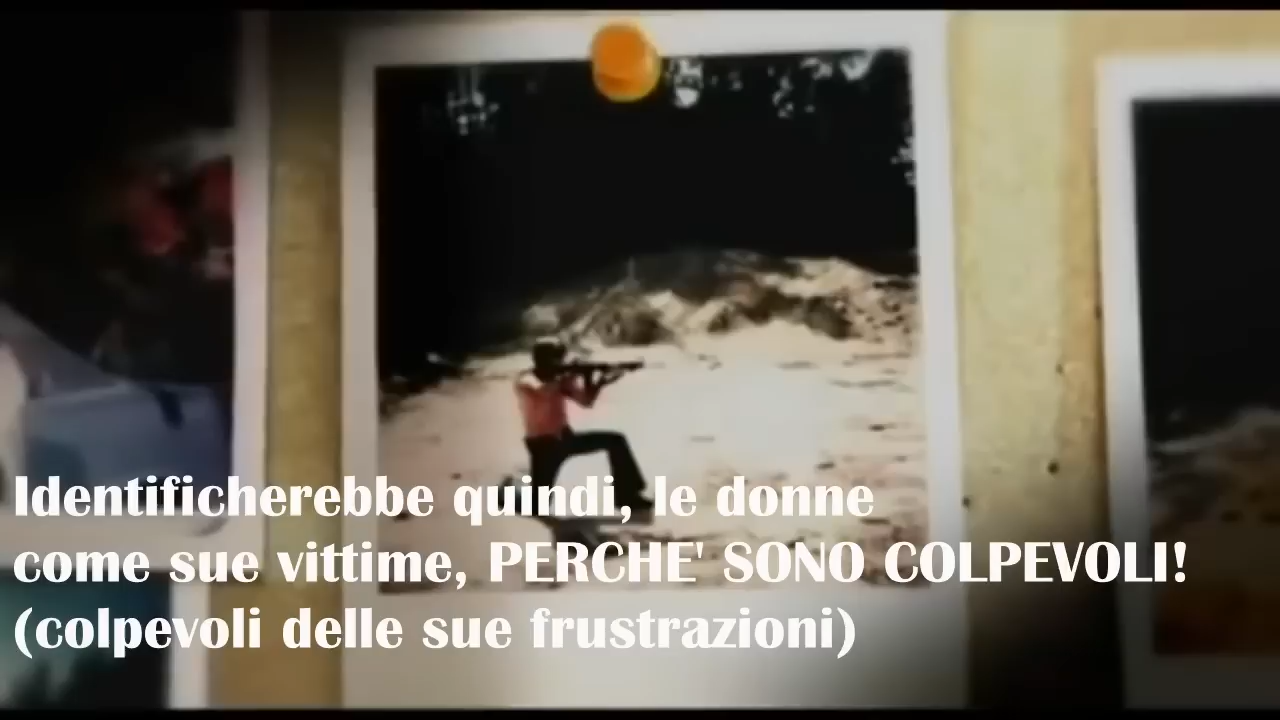 Identificherebbe quindi, le donne
come sue vittime, PERCHE' SONO COLPEVOLI!
(colpevoli delle sue frustrazioni)